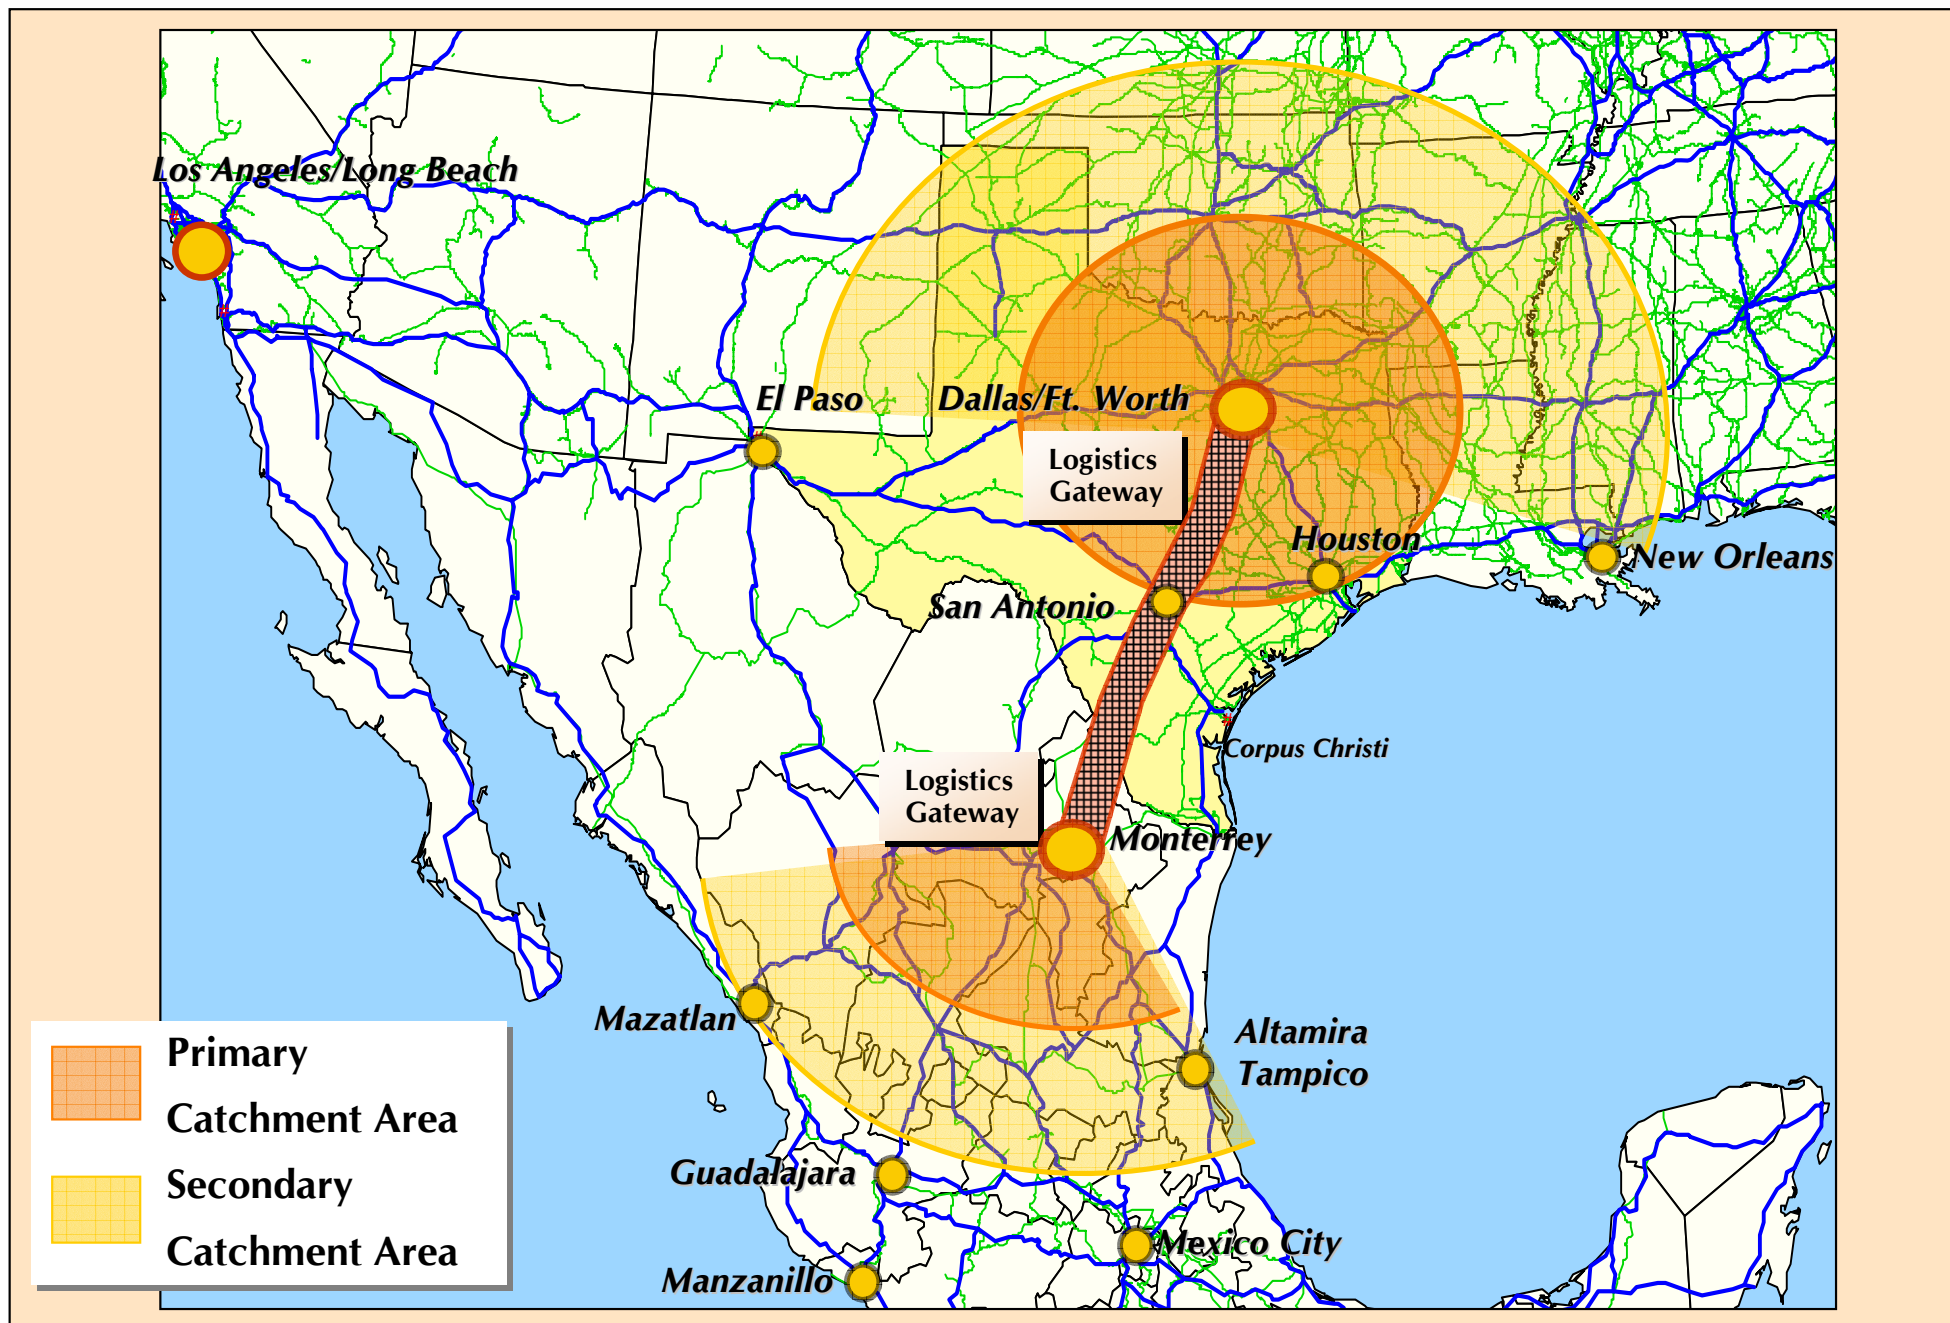 Los Angeles/Long Beach
El Paso
Dallas/Ft. Worth
Logistics
Gateway
Houston
New Orleans
San Antonio
Corpus Christi
Logistics
Gateway
Monterrey
Mazatlan
Altamira
Tampico
Primary
Catchment Area
Secondary
Catchment Area
Guadalajara
Mexico City
Manzanillo